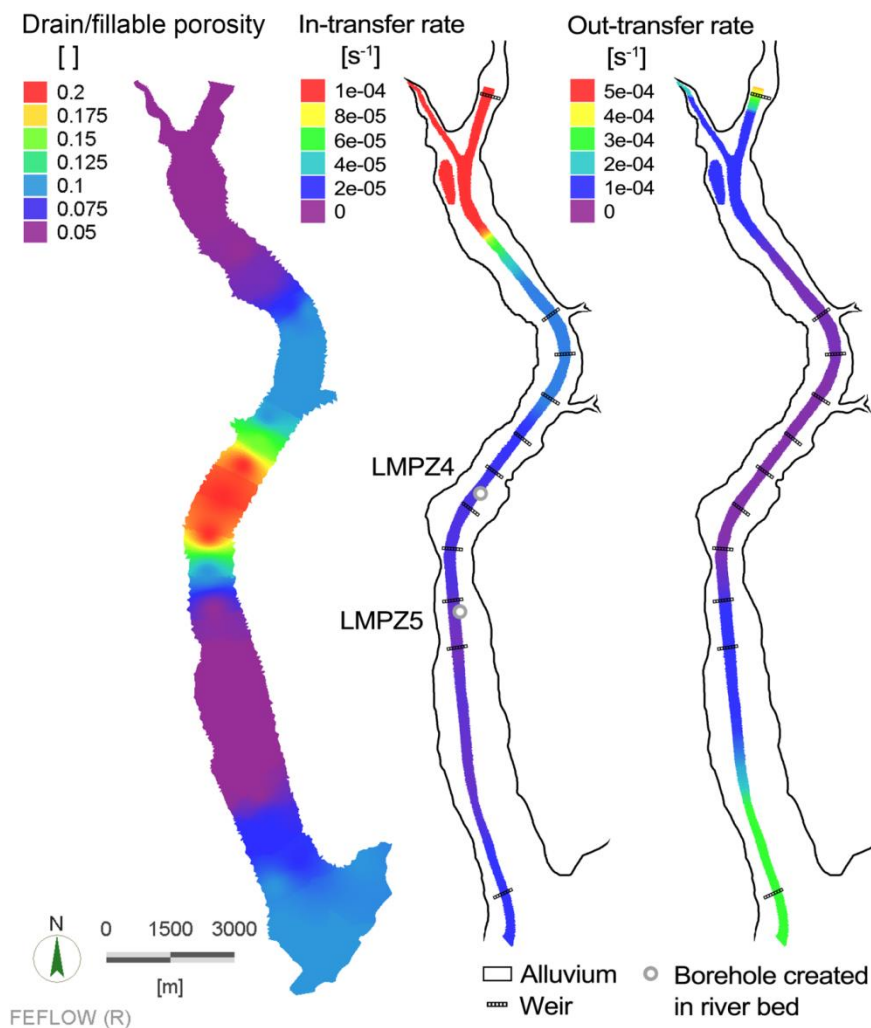 Drain/fillable porosity
[ ]
0.2
0.175
0.15
0.125
0.1
0.075
0.05
In-transfer rate
[s⁻¹]
1e-04
8e-05
6e-05
4e-05
2e-05
0
Out-transfer rate
[s⁻¹]
5e-04
4e-04
3e-04
2e-04
1e-04
0
LMPZ4
LMPZ5
N
0 1500 3000
[m]
FEFLOW (R)
Alluvium
Weir
Borehole created
in river bed